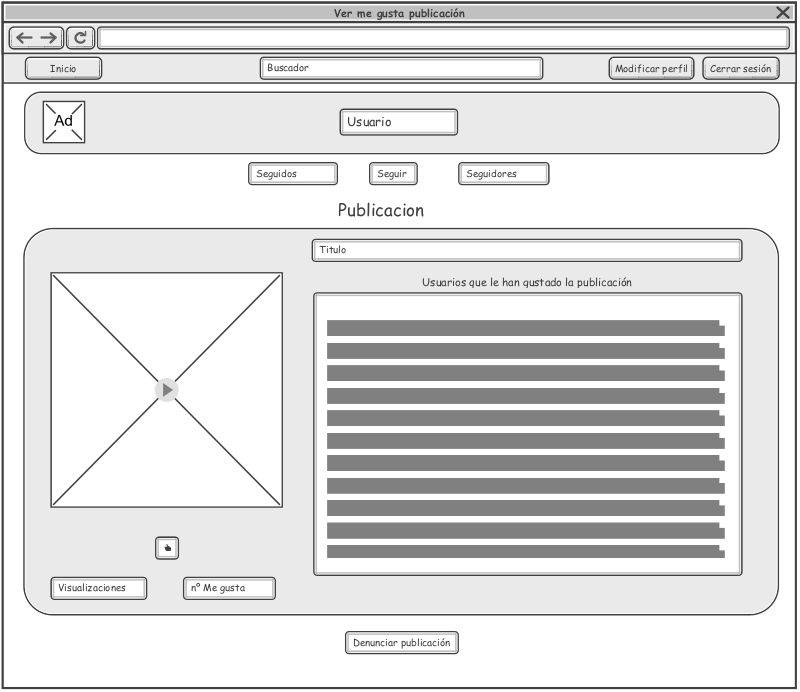 Ver me gusta publicación
Inicio
Buscador
Modificar perfil
Cerrar sesión
Ad
Usuario
Seguidos
Seguir
Seguidores
Publicacion
Titulo
Usuarios que le han gustado la publicación
Visualizaciones
nº Me gusta
Denunciar publicación